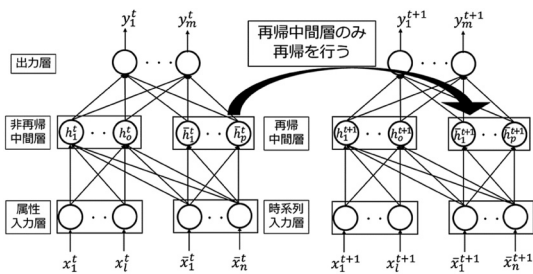 y_1^t y_m^t y_1^{t+1} y_m^{t+1}
再帰中間層のみ
再帰を行う
出力層 ・・・ ・・・
非再帰
中間層
h_1^t ・・ h_o^t h̄_1^t ・・ h̄_p^t
再帰
中間層
h_1^{t+1} ・・ h_o^{t+1} h̄_1^{t+1} ・・ h̄_p^{t+1}
属性
入力層
・・ ・・
時系列
入力層
・・ ・・
x_1^t x_l^t x̄_1^t x̄_n^t x_1^{t+1} x_l^{t+1} x̄_1^{t+1} x̄_n^{t+1}